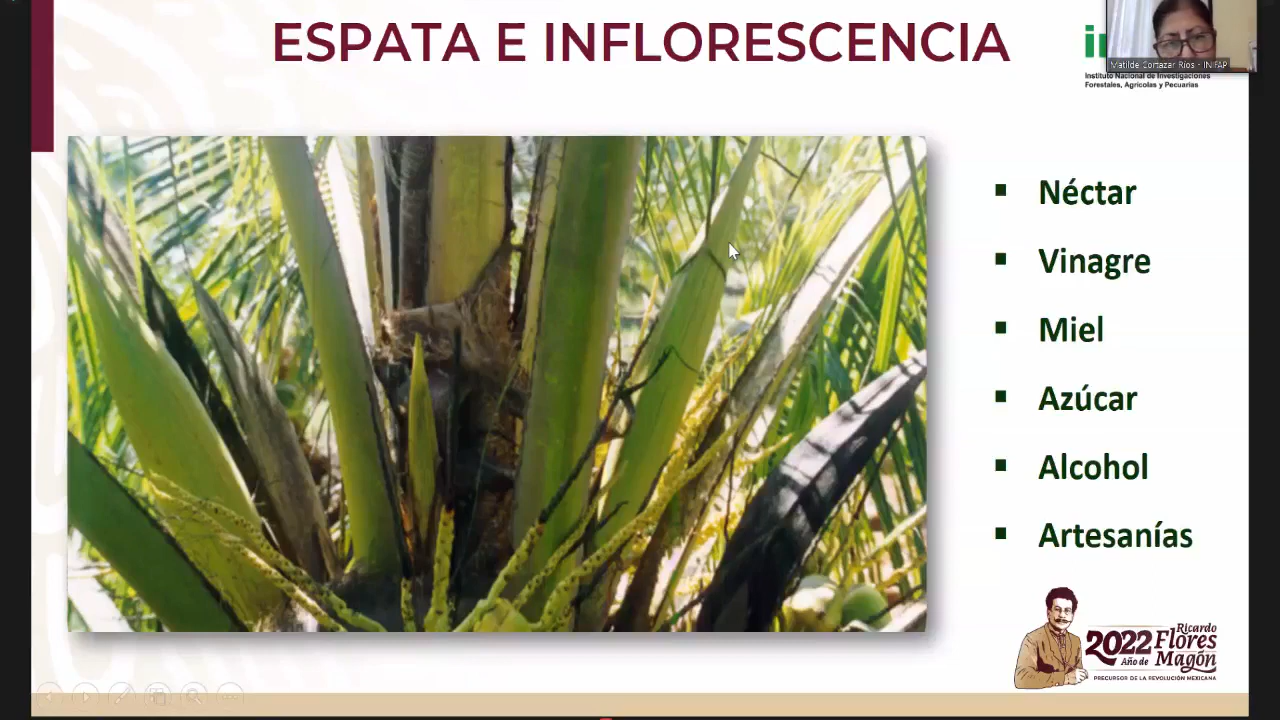 ESPATA E INFLORESCENCIA
Matilde Cortazar Rios - INIFAP
Instituto Nacional de Investigaciones
Forestales, Agrícolas y Pecuarias
▪ Néctar
▪ Vinagre
▪ Miel
▪ Azúcar
▪ Alcohol
▪ Artesanías
2022
Año de
Ricardo
Flores
Magón
PRECURSOR DE LA REVOLUCIÓN MEXICANA